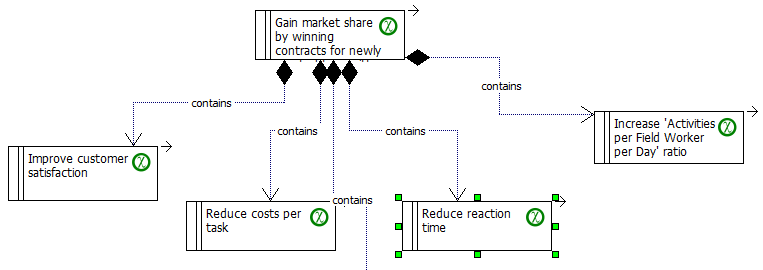 Gain market share
by winning
contracts for newly
contains
contains
contains
contains
contains
Increase 'Activities
per Field Worker
per Day' ratio
Improve customer
satisfaction
Reduce costs per
task
Reduce reaction
time